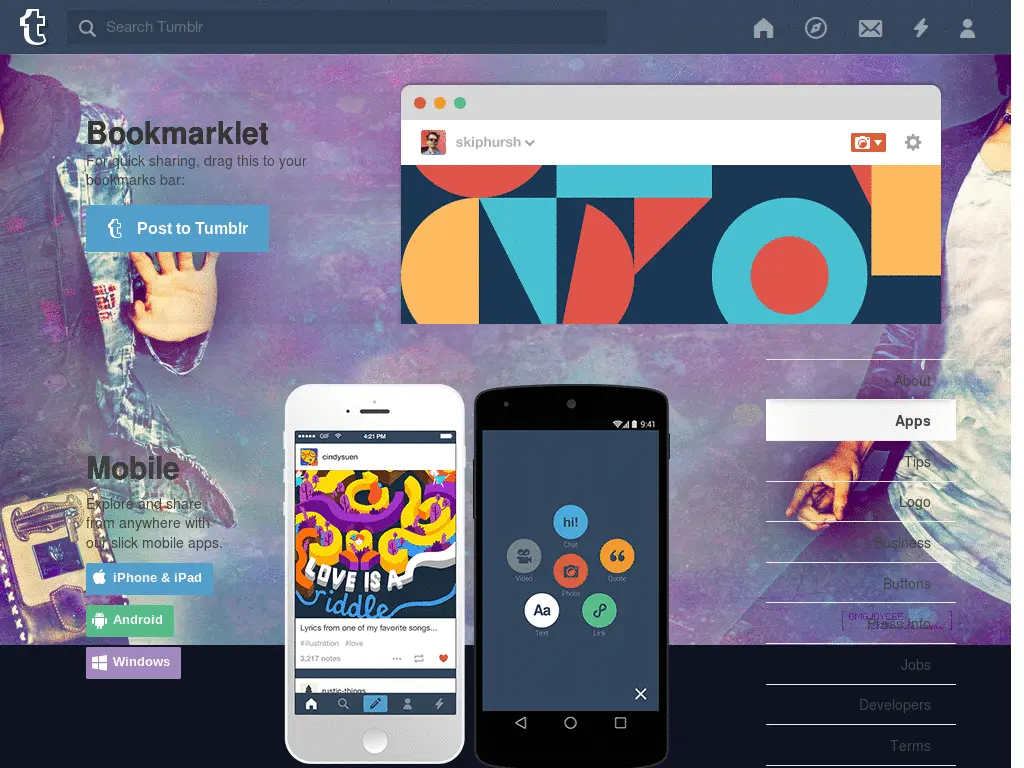 Search Tumblr
Bookmarklet
For quick sharing, drag this to your
bookmarks bar:
Post to Tumblr
skiphursh
About
Apps
Tips
Logo
Business
Buttons
Press Info
Jobs
Developers
Terms
Mobile
Explore and share
from anywhere with
our slick mobile apps.
iPhone & iPad
Android
Windows
GIF
4:21 PM
cindysuen
LOVE IS A
riddle
Lyrics from one of my favorite songs...
#illustration #love
3,217 notes
rustic-things
9:41
hi!
Chat
Video
Quote
Photo
Aa
Text
Link